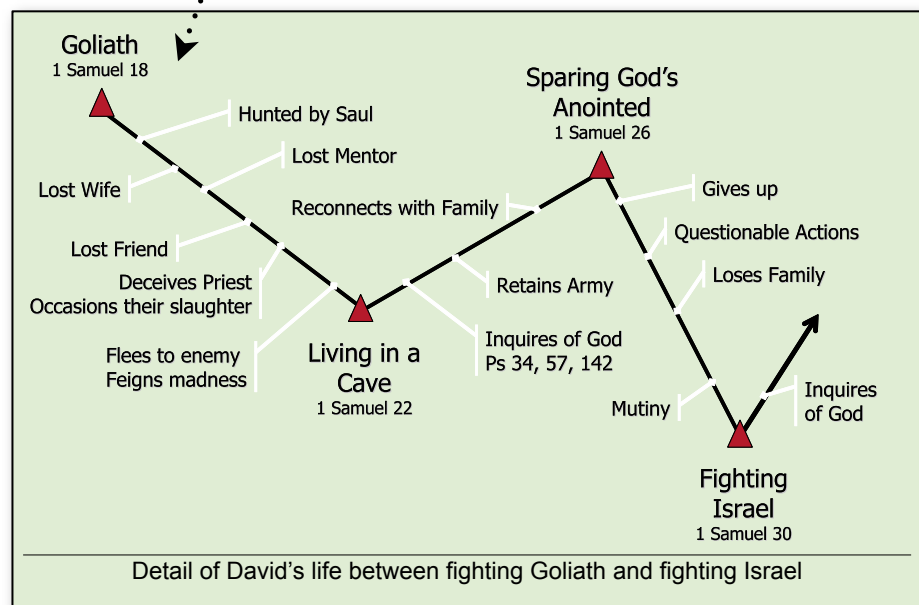 Goliath
1 Samuel 18
Hunted by Saul
Lost Mentor
Lost Wife
Lost Friend
Deceives Priest
Occasions their slaughter
Flees to enemy
Feigns madness
Living in a
Cave
1 Samuel 22
Inquires of God
Ps 34, 57, 142
Retains Army
Reconnects with Family
Sparing God's
Anointed
1 Samuel 26
Gives up
Questionable Actions
Loses Family
Mutiny
Fighting
Israel
1 Samuel 30
Inquires
of God
Detail of David's life between fighting Goliath and fighting Israel